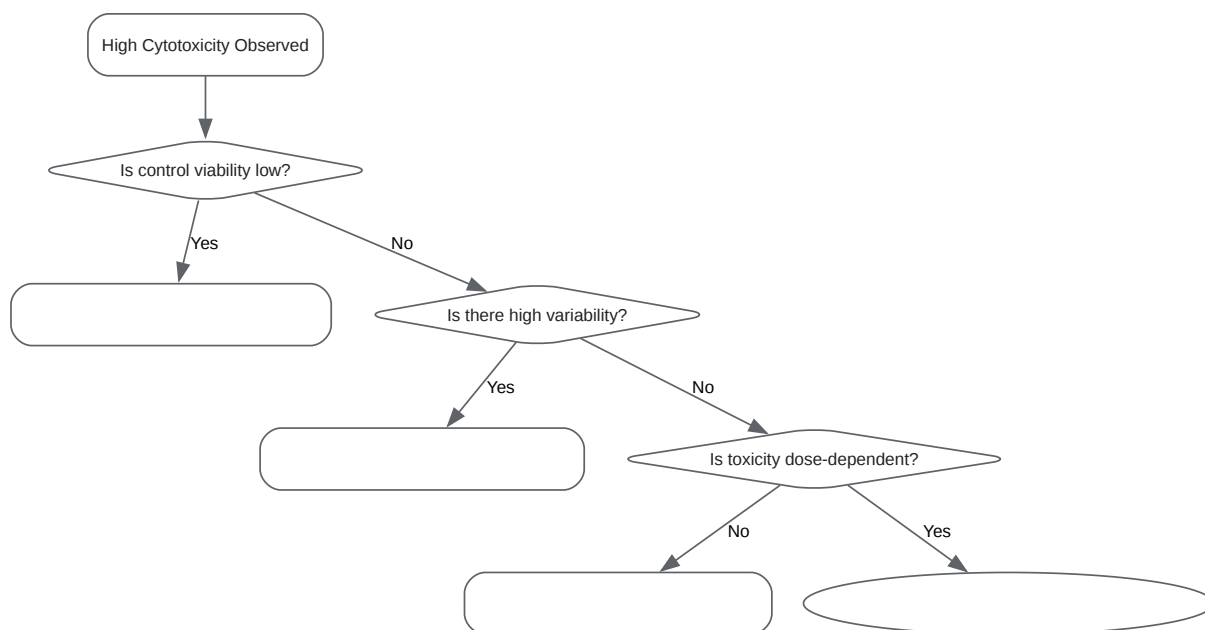 High Cytotoxicity Observed
Is control viability low?
Yes
No
Is there high variability?
Yes
No
Is toxicity dose-dependent?
No
Yes